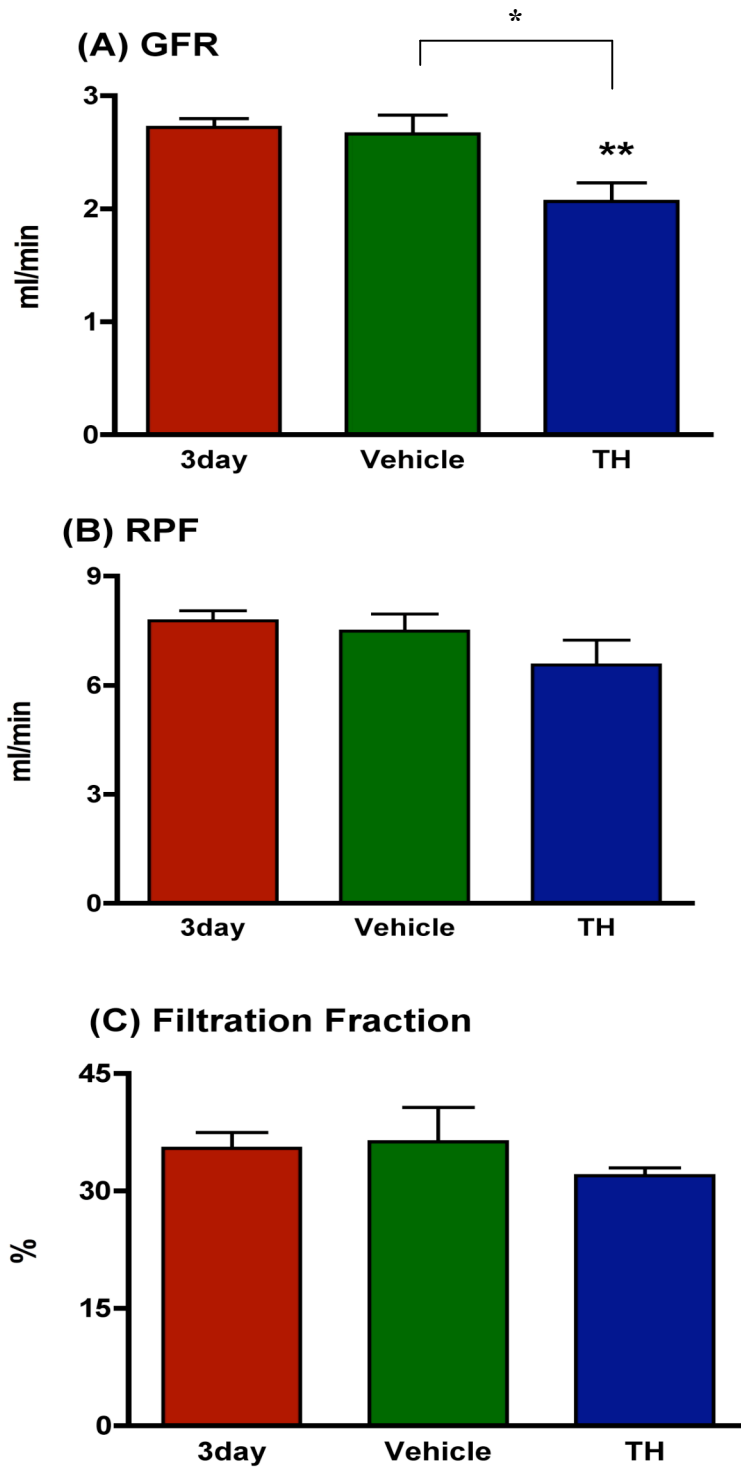 *
(A) GFR
3
**
2
ml/min
1
0
3day Vehicle TH
(B) RPF
9
6
ml/min
3
0
3day Vehicle TH
(C) Filtration Fraction
45
30
%
15
0
3day Vehicle TH